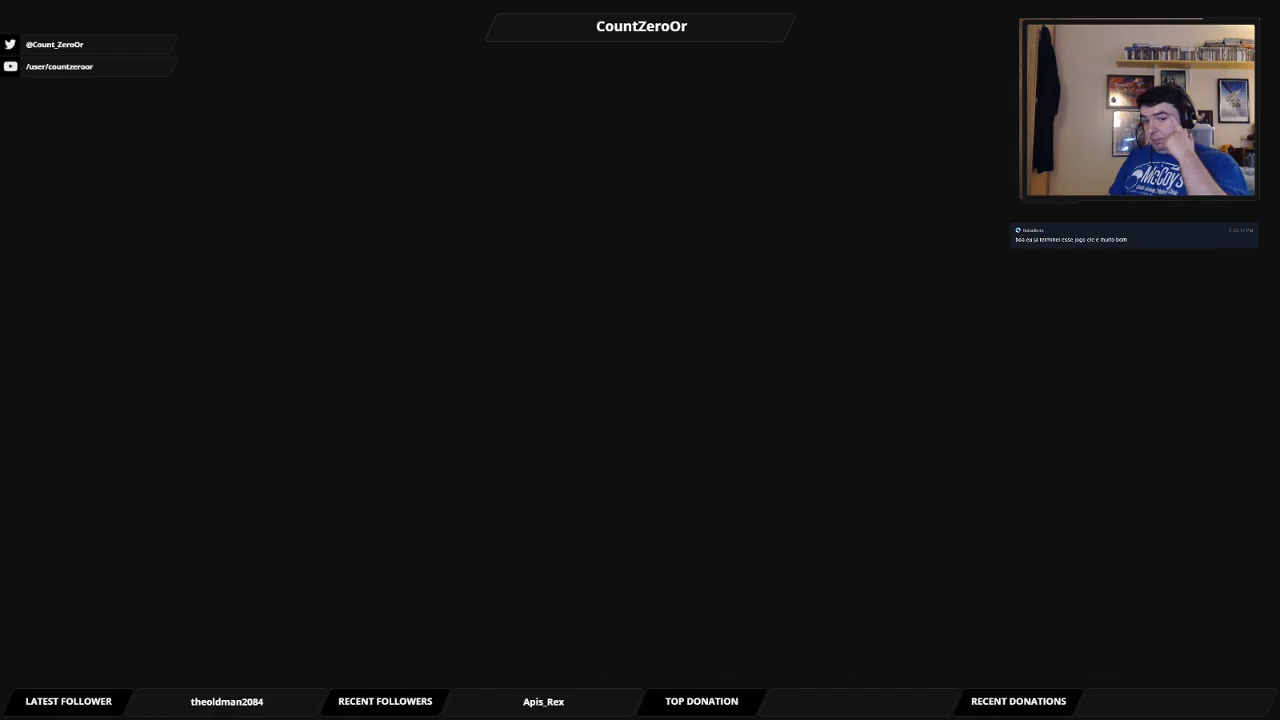 CountZeroOr
@Count_ZeroOr
/user/countzeroor
McCoy's
boa eu ja terminei esse jogo ele e muito bom
LATEST FOLLOWER
theoldman2084
RECENT FOLLOWERS
Apis_Rex
TOP DONATION
RECENT DONATIONS